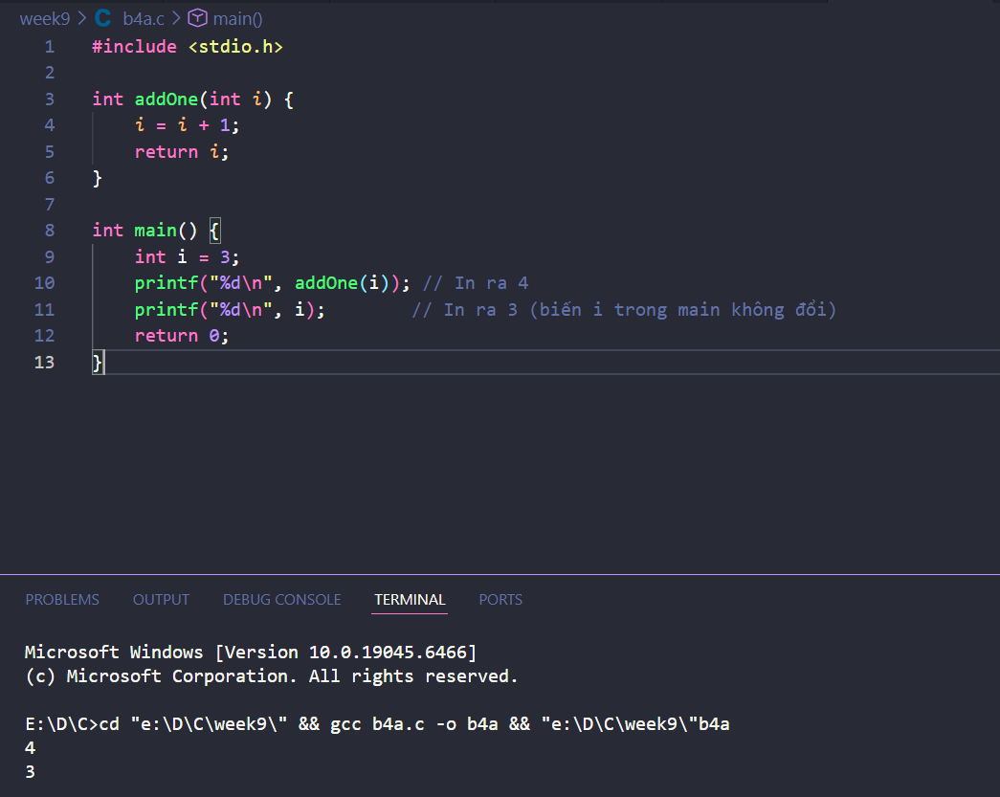 week9 > C b4a.c > main()
1 #include <stdio.h>
2
3 int addOne(int i) {
4     i = i + 1;
5     return i;
6 }
7
8 int main() {
9     int i = 3;
10     printf("%d\n", addOne(i)); // In ra 4
11     printf("%d\n", i);        // In ra 3 (biến i trong main không đổi)
12     return 0;
13 }
PROBLEMS OUTPUT DEBUG CONSOLE TERMINAL PORTS
Microsoft Windows [Version 10.0.19045.6466]
(c) Microsoft Corporation. All rights reserved.
E:\D\C>cd "e:\D\C\week9\" && gcc b4a.c -o b4a && "e:\D\C\week9\"b4a
4
3